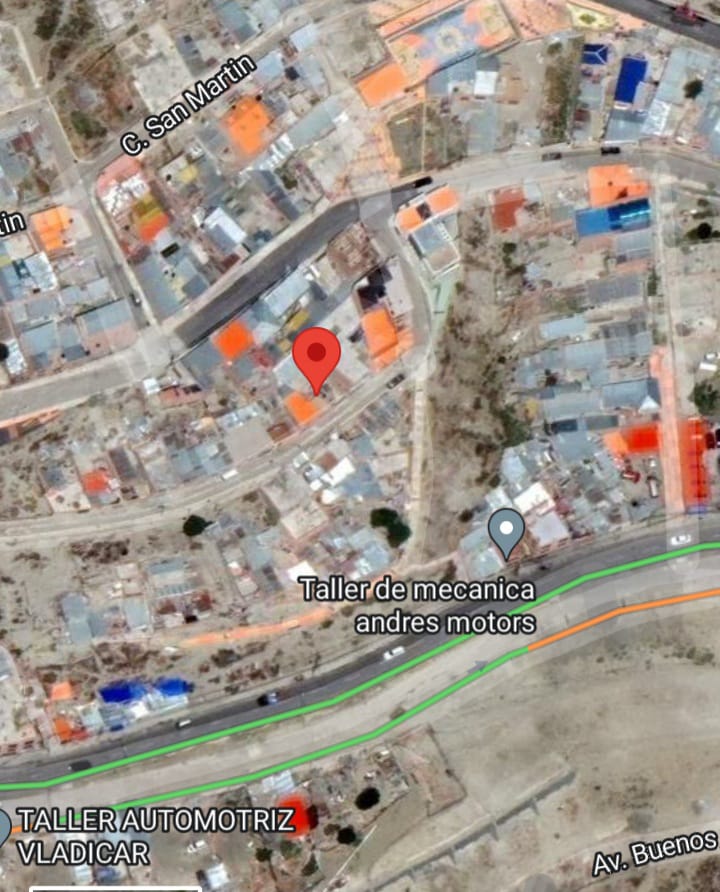 C. San Martin
tin
Taller de mecanica
andres motors
TALLER AUTOMOTRIZ
VLADICAR
Av. Buenos